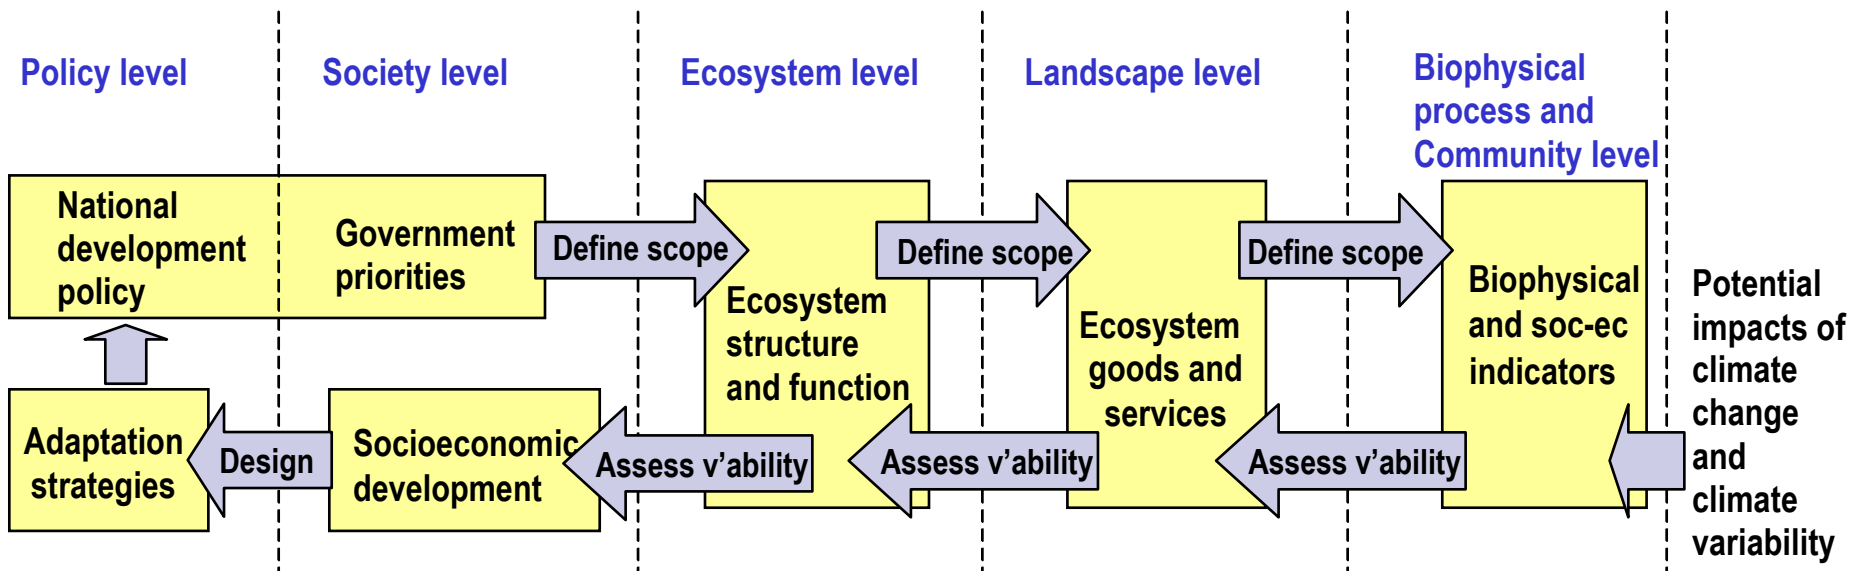 Policy level
Society level
Ecosystem level
Landscape level
Biophysical
process and
Community level
National
development
policy
Government
priorities
Define scope
Define scope
Define scope
Ecosystem
structure
and function
Ecosystem
goods and
services
Biophysical
and soc-ec
indicators
Potential
impacts of
climate
change
and
climate
variability
Adaptation
strategies
Design
Socioeconomic
development
Assess v’ability
Assess v’ability
Assess v’ability